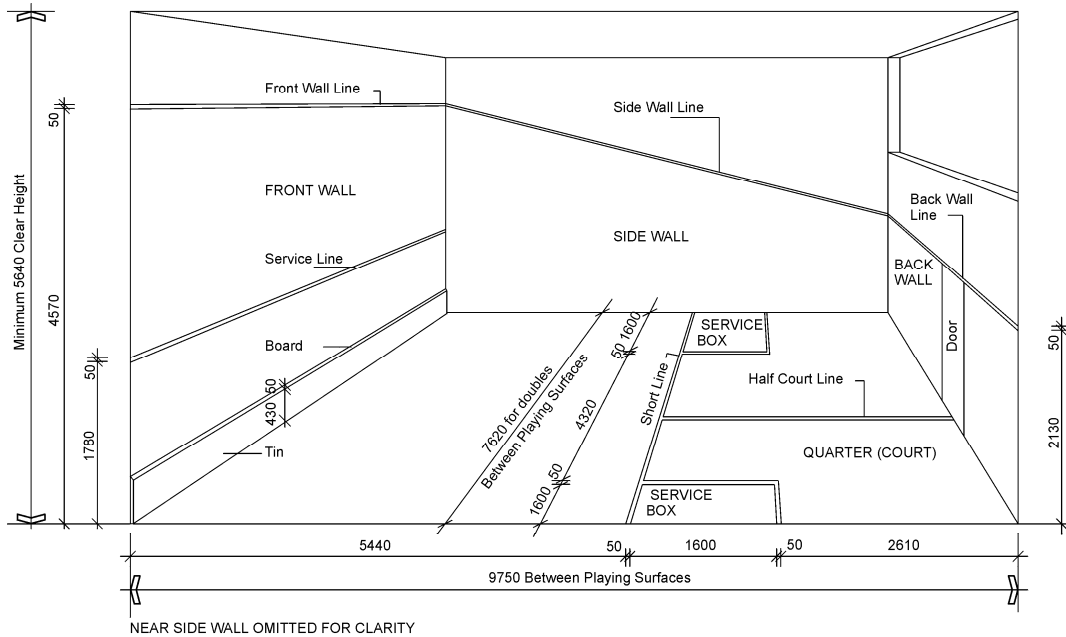 Minimum 5640 Clear Height
50
4570
50
1780
Front Wall Line
FRONT WALL
Service Line
Board
50
430
Tin
Side Wall Line
SIDE WALL
Back Wall
Line
BACK
WALL
Door
50
2130
7620 for doubles
Between Playing Surfaces
1600
50
4320
50
1600
Short Line
SERVICE
BOX
Half Court Line
QUARTER (COURT)
SERVICE
BOX
5440
50
1600
50
2610
9750 Between Playing Surfaces
NEAR SIDE WALL OMITTED FOR CLARITY